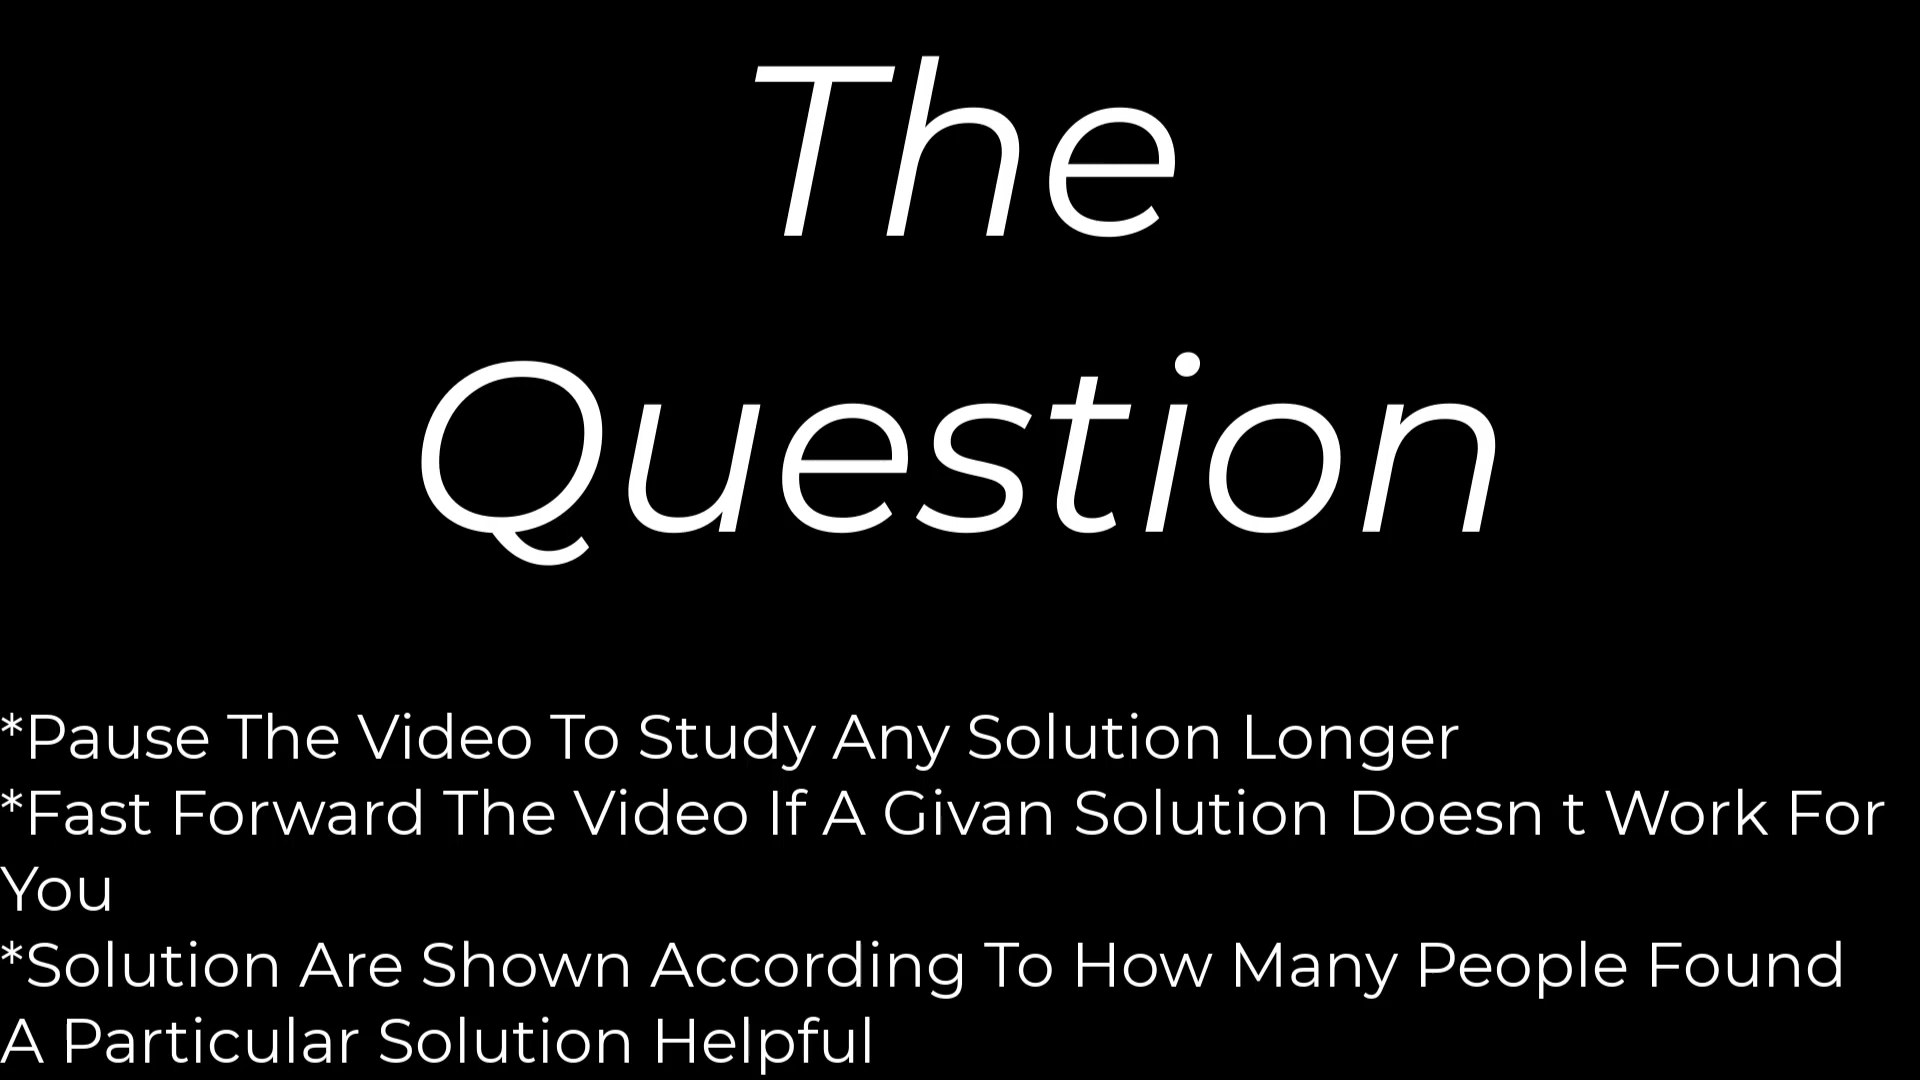 The
Question
*Pause The Video To Study Any Solution Longer
*Fast Forward The Video If A Givan Solution Doesn t Work For
You
*Solution Are Shown According To How Many People Found
A Particular Solution Helpful